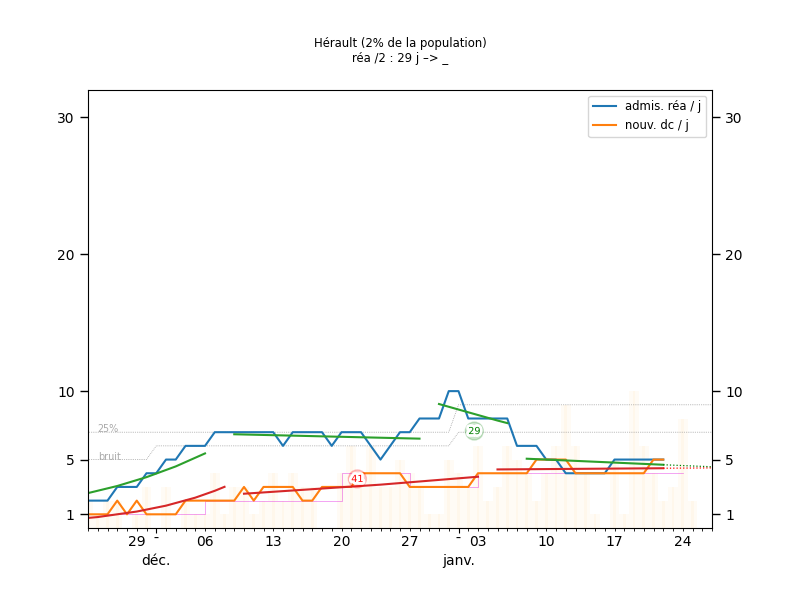 Hérault (2% de la population)
réa /2 : 29 j –> _
admis. réa / j
nouv. dc / j
30 30
20 20
10 10
25%
29
bruit
5 5
41
1 1
29 - 06 13 20 27 - 03 10 17 24
déc. janv.